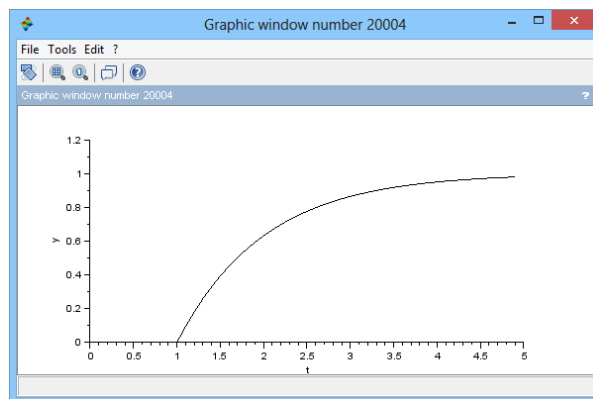 Graphic window number 20004
File Tools Edit ?
Graphic window number 20004 ?
1.2
1
0.8
0.6
y
0.4
0.2
0
0 0.5 1 1.5 2 2.5 3 3.5 4 4.5 5
t